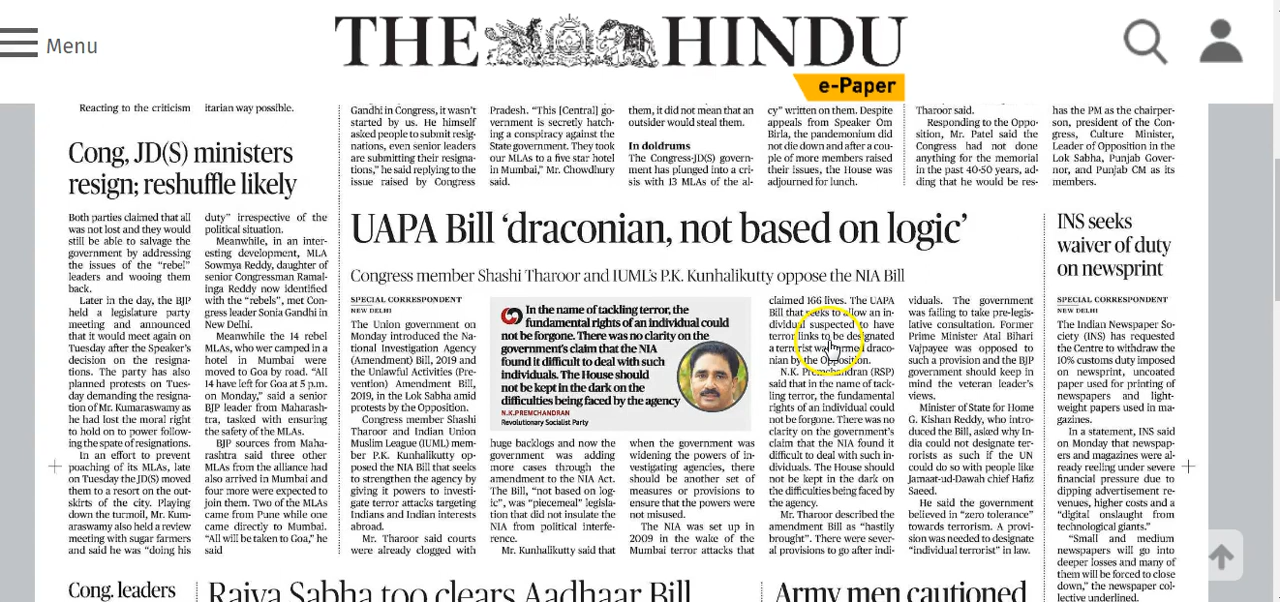 Menu
THE HINDU
e-Paper
Reacting to the criticism
itarian way possible.
Cong, JD(S) ministers
resign; reshuffle likely
Both parties claimed that all
was not lost and they would
still be able to salvage the
government by addressing
the issues of the “rebel”
leaders and wooing them
back.
Later in the day, the BJP
held a legislature party
meeting and announced
that it would meet again on
Tuesday after the Speaker's
decision on the resigna-
tions. The party has also
planned protests on Tues-
day demanding the resigna-
tion of Mr. Kumaraswamy as
he had lost the moral right
to hold on to power follow-
ing the spate of resignations.
In an effort to prevent
poaching of its MLAs, late
on Tuesday the JD(S) moved
them to a resort on the out-
skirts of the city. Playing
down the turmoil, Mr. Kum-
araswamy also held a review
meeting with sugar farmers
and said he was “doing his
duty” irrespective of the
political situation.
Meanwhile, in an inter-
esting development, MLA
Sowmya Reddy, daughter of
senior Congressman Ramal-
inga Reddy now identified
with the “rebels”, met Con-
gress leader Sonia Gandhi in
New Delhi.
Meanwhile the 14 rebel
MLAs, who wer camped in a
hotel in Mumbai were
moved to Goa by road. “All
14 have left for Goa at 5 p.m.
on Monday,” said a senior
BJP leader from Maharash-
tra, tasked with ensuring
the safety of the MLAs.
BJP sources from Maha-
rashtra said three other
MLAs from the alliance had
also arrived in Mumbai and
four more were expected to
join them. Two of the MLAs
came from Pune while one
came directly to Mumbai.
“All will be taken to Goa,” he
said
Gandhi in Congress, it wasn't
started by us. He himself
asked people to submit resig-
nations, even senior leaders
are submitting their resigna-
tions,” he said replying to the
issue raised by Congress
Pradesh. “This [Central] go-
vernment is secretly hatch-
ing a conspiracy against the
State government. They took
our MLAs to a five star hotel
in Mumbai,” Mr. Chowdhury
said.
them, it did not mean that an
outsider would steal them.
In doldrums
The Congress-JD(S) govern-
ment has plunged into a cri-
sis with 13 MLAs of the al-
cy” written on them. Despite
appeals from Speaker Om
Birla, the pandemonium did
not die down and after a cou-
ple of more members raised
their issues, the House was
adjourned for lunch.
Tharoor said.
Responding to the Oppo-
sition, Mr. Patel said the
Congress had not done
anything for the memorial
in the past 40-50 years, ad-
ding that he would be res-
has the PM as the chairper-
son, president of the Con-
gress, Culture Minister,
Leader of Opposition in the
Lok Sabha, Punjab Gover-
nor, and Punjab CM as its
members.
UAPA Bill ‘draconian, not based on logic’
Congress member Shashi Tharoor and IUML's P.K. Kunhalikutty oppose the NIA Bill
SPECIAL CORRESPONDENT
NEW DELHI
The Union government on
Monday introduced the Na-
tional Investigation Agency
(Amendment) Bill, 2019 and
the Unlawful Activities (Pre-
vention) Amendment Bill,
2019, in the Lok Sabha amid
protests by the Opposition.
Congress member Shashi
Tharoor and Indian Union
Muslim League (IUML) mem-
ber P.K. Kunhalikutty op-
posed the NIA Bill that seeks
to strengthen the agency by
giving it powers to investi-
gate terror attacks targeting
Indians and Indian interests
abroad.
Mr. Tharoor said courts
were already clogged with
In the name of tackling terror, the
fundamental rights of an individual could
not be forgone. There was no clarity on the
government's claim that the NIA
found it difficult to deal with such
individuals. The House should
not be kept in the dark on the
difficulties being faced by the agency
N.K.PREMCHANDRAN
Revolutionary Socialist Party
huge backlogs and now the
government was adding
more cases through the
amendment to the NIA Act.
The Bill, “not based on log-
ic”, was “piecemeal” legisla-
tion that did not insulate the
NIA from political interfe-
rence.
Mr. Kunhalikutty said that
when the government was
widening the powers of in-
vestigating agencies, there
should be another set of
measures or provisions to
ensure that the powers were
not misused.
The NIA was set up in
2009 in the wake of the
Mumbai terror attacks that
claimed 166 lives. The UAPA
Bill that seeks to allow an in-
dividual suspected to have
terror links to be designated
a terrorist was termed draco-
nian by the Opposition.
N.K. Premchandran (RSP)
said that in the name of tack-
ling terror, the fundamental
rights of an individual could
not be forgone. There was no
clarity on the government's
claim that the NIA found it
difficult to deal with such in-
dividuals. The House should
not be kept in the dark on
the difficulties being faced by
the agency.
Mr. Tharoor described the
amendment Bill as “hastily
brought”. There were sever-
al provisions to go after indi-
viduals. The government
was failing to take pre-legis-
lative consultation. Former
Prime Minister Atal Bihari
Vajpayee was opposed to
such a provision and the BJP
government should keep in
mind the veteran leader's
views.
Minister of State for Home
G. Kishan Reddy, who intro-
duced the Bill, asked why In-
dia could not designate ter-
rorists as such if the UN
could do so with people like
Jamaat-ud-Dawah chief Hafiz
Saeed.
He said the government
believed in “zero tolerance”
towards terrorism. A provi-
sion was needed to designate
“individual terrorist” in law.
INS seeks
waiver of duty
on newsprint
SPECIAL CORRESPONDENT
NEW DELHI
The Indian Newspaper So-
ciety (INS) has requested
the Centre to withdraw the
10% customs duty imposed
on newsprint, uncoated
paper used for printing of
newspapers and light-
weight papers used in ma-
gazines.
In a statement, INS said
on Monday that newspap-
ers and magazines were al-
ready reeling under severe
financial pressure due to
dipping advertisement re-
venues, higher costs and a
“digital onslaught from
technological giants.”
“Small and medium
newspapers will go into
deeper losses and many of
them will be forced to close
down,” the newspaper col-
lective underlined.
Cong. leaders
Rajya Sabha too clears Aadhaar Bill
Army men cautioned